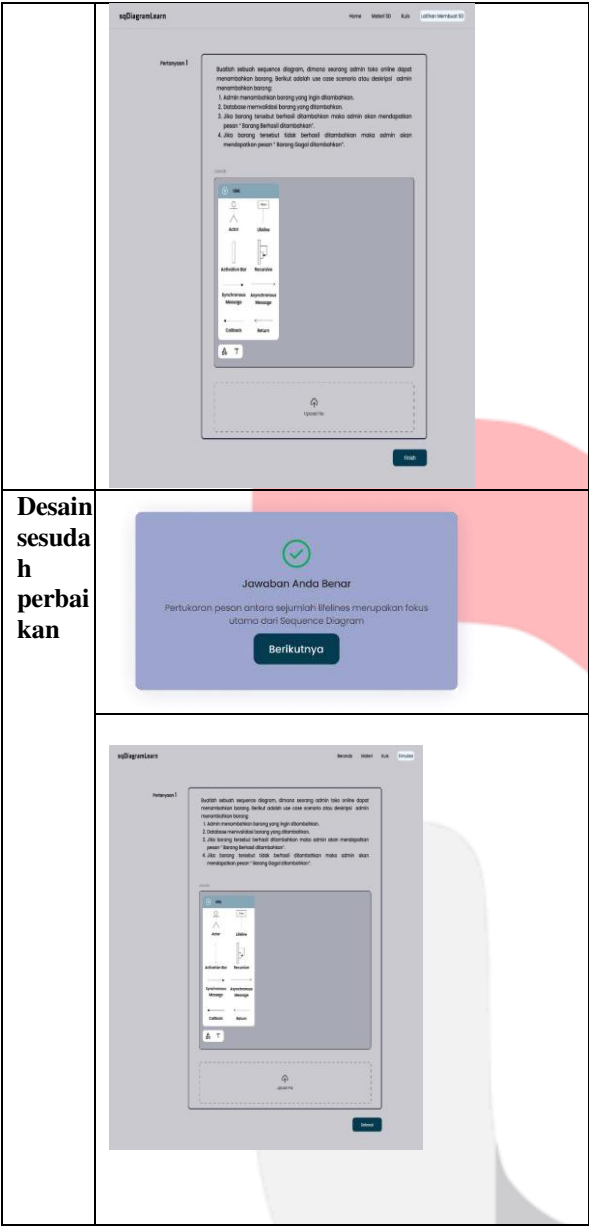 sqDiagramLearn
Home Materi SD Kuis Latihan Membuat SD
Pertanyaan 1
Buatlah sebuah sequence diagram, dimana seorang admin toko online dapat
menambahkan barang. Berikut adalah use case scenario atau deskripsi admin
menambahkan barang:
1. Admin menambahkan barang yang ingin ditambahkan.
2. Database memvalidasi barang yang ditambahkan.
3. Jika barang tersebut berhasil ditambahkan maka admin akan mendapatkan
pesan " Barang Berhasil ditambahkan".
4. Jika barang tersebut tidak berhasil ditambahkan maka admin akan
mendapatkan pesan " Barang Gagal ditambahkan".
UML
Actor Lifeline
Activation Bar Recursive
Synchronous Asynchronous
Message Message
Callback Return
T
Upload File
Finish
Desain
sesuda
h
perbai
kan
Jawaban Anda Benar
Pertukaran pesan antara sejumlah lifelines merupakan fokus
utama dari Sequence Diagram
Berikutnya
sqDiagramLearn
Beranda Materi Kuis Simulasi
Pertanyaan 1
Buatlah sebuah sequence diagram, dimana seorang admin toko online dapat
menambahkan barang. Berikut adalah use case scenario atau deskripsi admin
menambahkan barang:
1. Admin menambahkan barang yang ingin ditambahkan.
2. Database memvalidasi barang yang ditambahkan.
3. Jika barang tersebut berhasil ditambahkan maka admin akan mendapatkan
pesan " Barang Berhasil ditambahkan".
4. Jika barang tersebut tidak berhasil ditambahkan maka admin akan
mendapatkan pesan " Barang Gagal ditambahkan".
UML
Actor Lifeline
Activation Bar Recursive
Synchronous Asynchronous
Message Message
Callback Return
T
Upload File